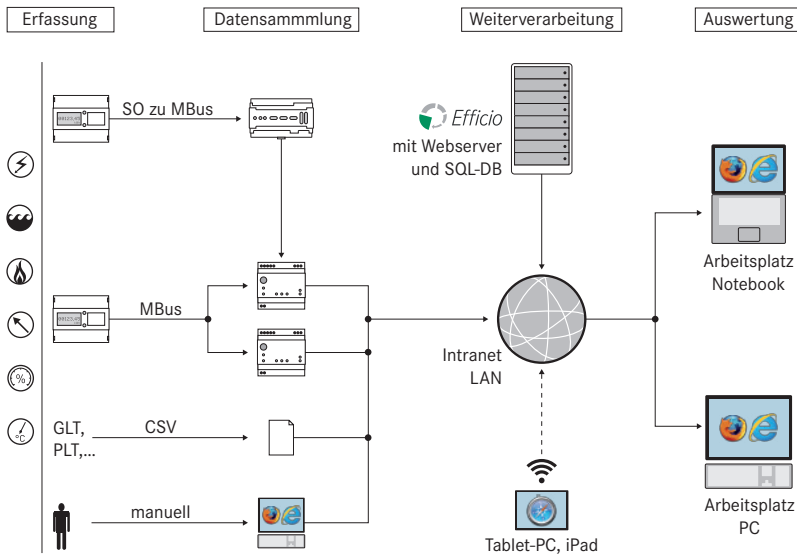 Erfassung
Datensammmlung
Weiterverarbeitung
Auswertung
SO zu MBus
Efficio
mit Webserver
und SQL-DB
Arbeitsplatz
Notebook
MBus
Intranet
LAN
%
°C
GLT,
PLT,...
CSV
manuell
Tablet-PC, iPad
Arbeitsplatz
PC